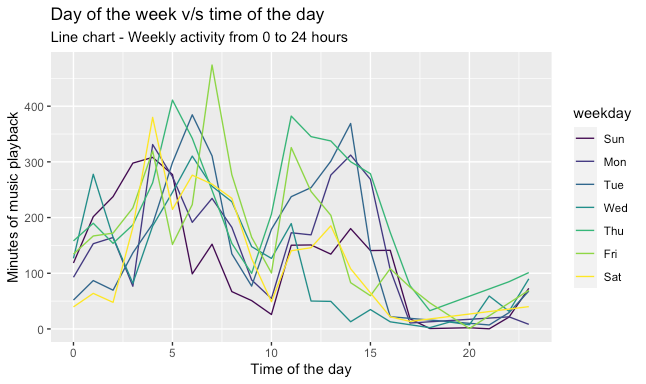 Day of the week v/s time of the day
Line chart - Weekly activity from 0 to 24 hours
Minutes of music playback
400
300
200
100
0
0 5 10 15 20
Time of the day
weekday
Sun
Mon
Tue
Wed
Thu
Fri
Sat